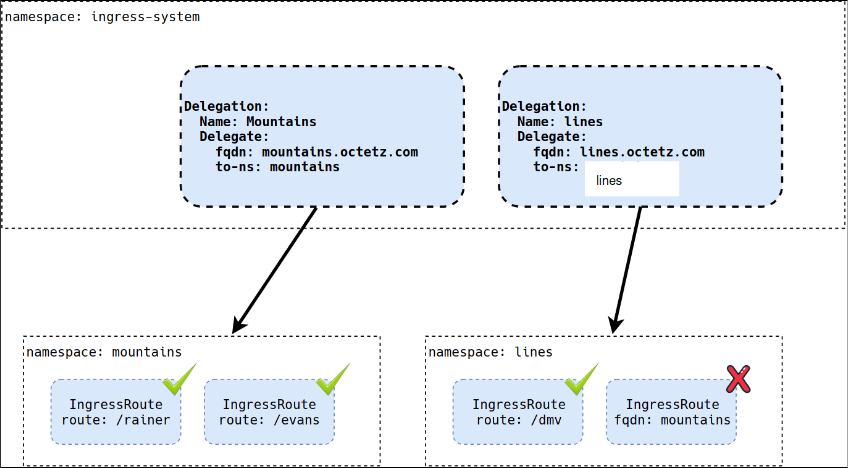 namespace: ingress-system
Delegation:
Name: Mountains
Delegate:
fqdn: mountains.octetz.com
to-ns: mountains
Delegation:
Name: lines
Delegate:
fqdn: lines.octetz.com
to-ns:
lines
namespace: mountains
IngressRoute
route: /rainer
IngressRoute
route: /evans
namespace: lines
IngressRoute
route: /dmv
IngressRoute
fqdn: mountains